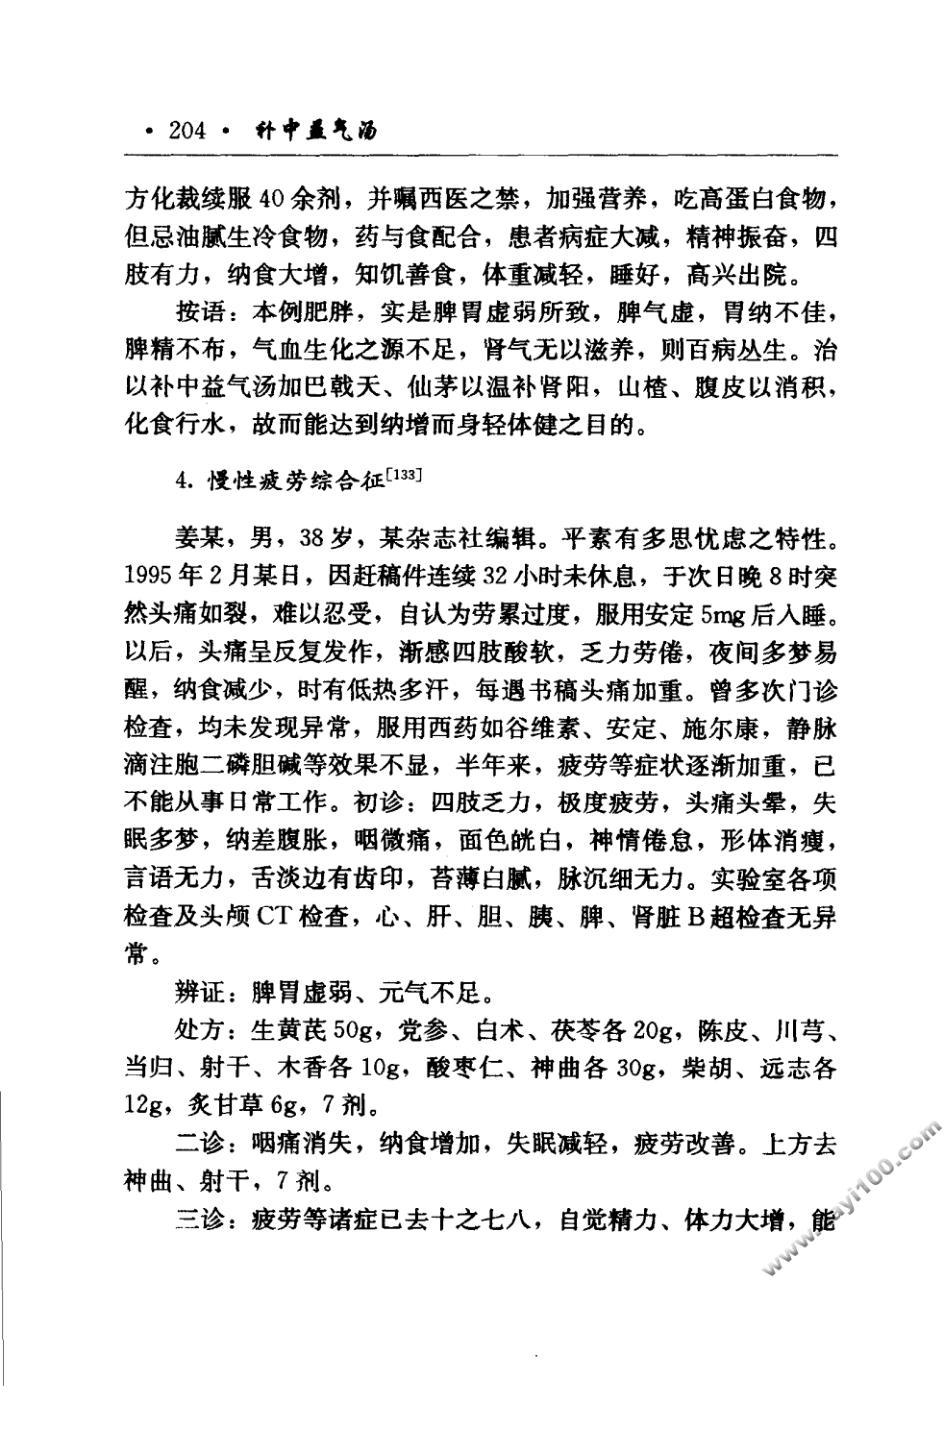 · 204 · 补中益气汤
方化裁续服 40 余剂，并嘱西医之禁，加强营养，吃高蛋白食物，
但忌油腻生冷食物，药与食配合，患者病症大减，精神振奋，四
肢有力，纳食大增，知饥善食，体重减轻，睡好，高兴出院。
按语：本例肥胖，实是脾胃虚弱所致，脾气虚，胃纳不佳，
脾精不布，气血生化之源不足，肾气无以滋养，则百病丛生。治
以补中益气汤加巴戟天、仙茅以温补肾阳，山楂、腹皮以消积，
化食行水，故而能达到纳增而身轻体健之目的。
4. 慢性疲劳综合征[133]
姜某，男，38 岁，某杂志社编辑。平素有多思忧虑之特性。
1995 年 2 月某日，因赶稿件连续 32 小时未休息，于次日晚 8 时突
然头痛如裂，难以忍受，自认为劳累过度，服用安定 5mg 后入睡。
以后，头痛呈反复发作，渐感四肢酸软，乏力劳倦，夜间多梦易
醒，纳食减少，时有低热多汗，每遇书稿头痛加重。曾多次门诊
检查，均未发现异常，服用西药如谷维素、安定、施尔康，静脉
滴注胞二磷胆碱等效果不显，半年来，疲劳等症状逐渐加重，已
不能从事日常工作。初诊：四肢乏力，极度疲劳，头痛头晕，失
眠多梦，纳差腹胀，咽微痛，面色㿠白，神情倦怠，形体消瘦，
言语无力，舌淡边有齿印，苔薄白腻，脉沉细无力。实验室各项
检查及头颅 CT 检查，心、肝、胆、胰、脾、肾脏 B 超检查无异
常。
辨证：脾胃虚弱、元气不足。
处方：生黄芪 50g，党参、白术、茯苓各 20g，陈皮、川芎、
当归、射干、木香各 10g，酸枣仁、神曲各 30g，柴胡、远志各
12g，炙甘草 6g，7 剂。
二诊：咽痛消失，纳食增加，失眠减轻，疲劳改善。上方去
神曲、射干，7 剂。
三诊：疲劳等诸症已去十之七八，自觉精力、体力大增，能